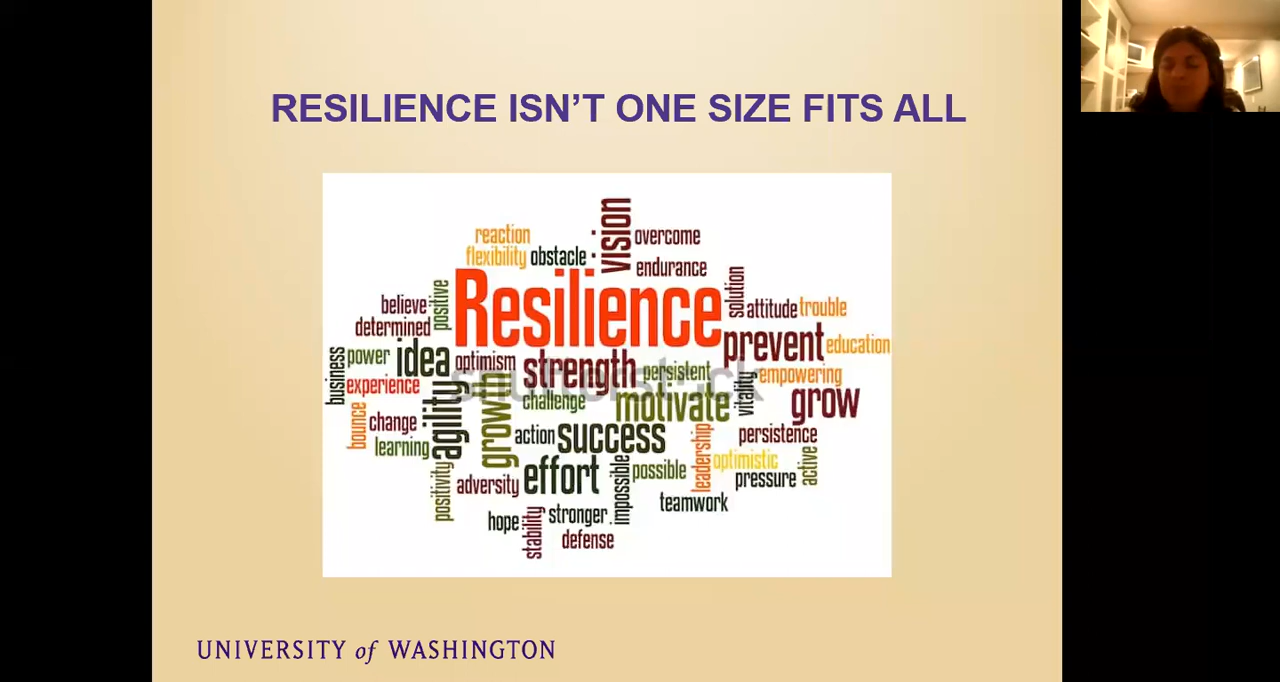 RESILIENCE ISN'T ONE SIZE FITS ALL
vision
reaction
overcome
flexibility obstacle
endurance
Resilience
solution
positive
believe
attitude trouble
determined
prevent education
business
power idea optimism strength persistent
empowering
experience
vitality
agility
growth
challenge motivate grow
shutterstock
bounce
change
action success
leadership
persistence
learning
optimistic
active
positivity
adversity effort
impossible
possible
pressure
teamwork
hope
stability
stronger
defense
UNIVERSITY of WASHINGTON